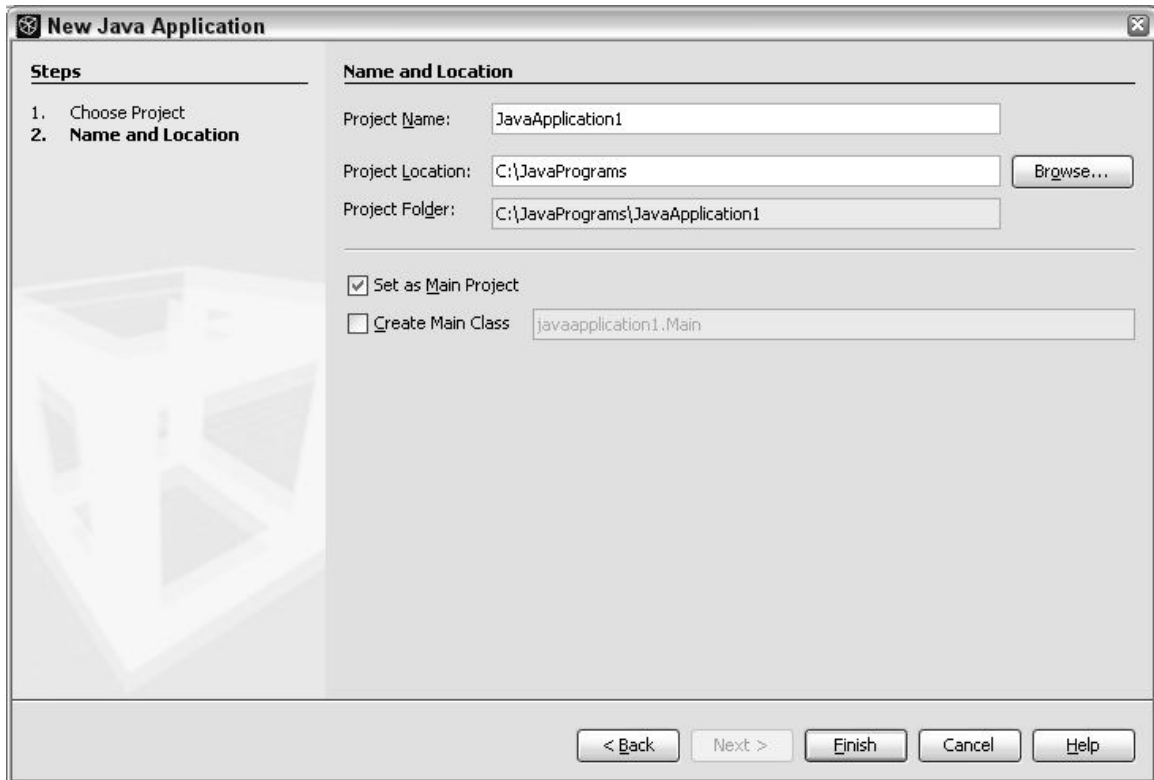 New Java Application
Steps
1. Choose Project
2. Name and Location
Name and Location
Project Name: JavaApplication1
Project Location: C:\JavaPrograms Browse...
Project Folder: C:\JavaPrograms\JavaApplication1
Set as Main Project
Create Main Class javaapplication1.Main
< Back Next > Finish Cancel Help